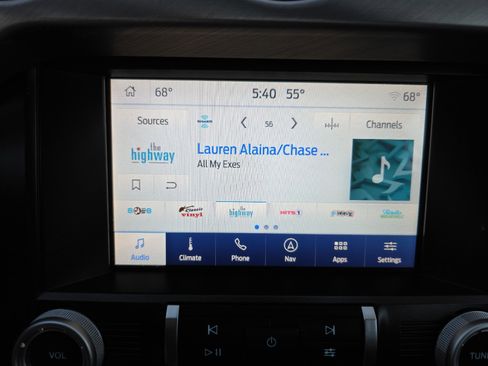 68° 5:40 55° 68°
Sources 56 Channels
the highway
Lauren Alaina/Chase ...
All My Exes
Classic vinyl the highway HITS 1
Audio Climate Phone Nav Apps Settings
VOL TUNE